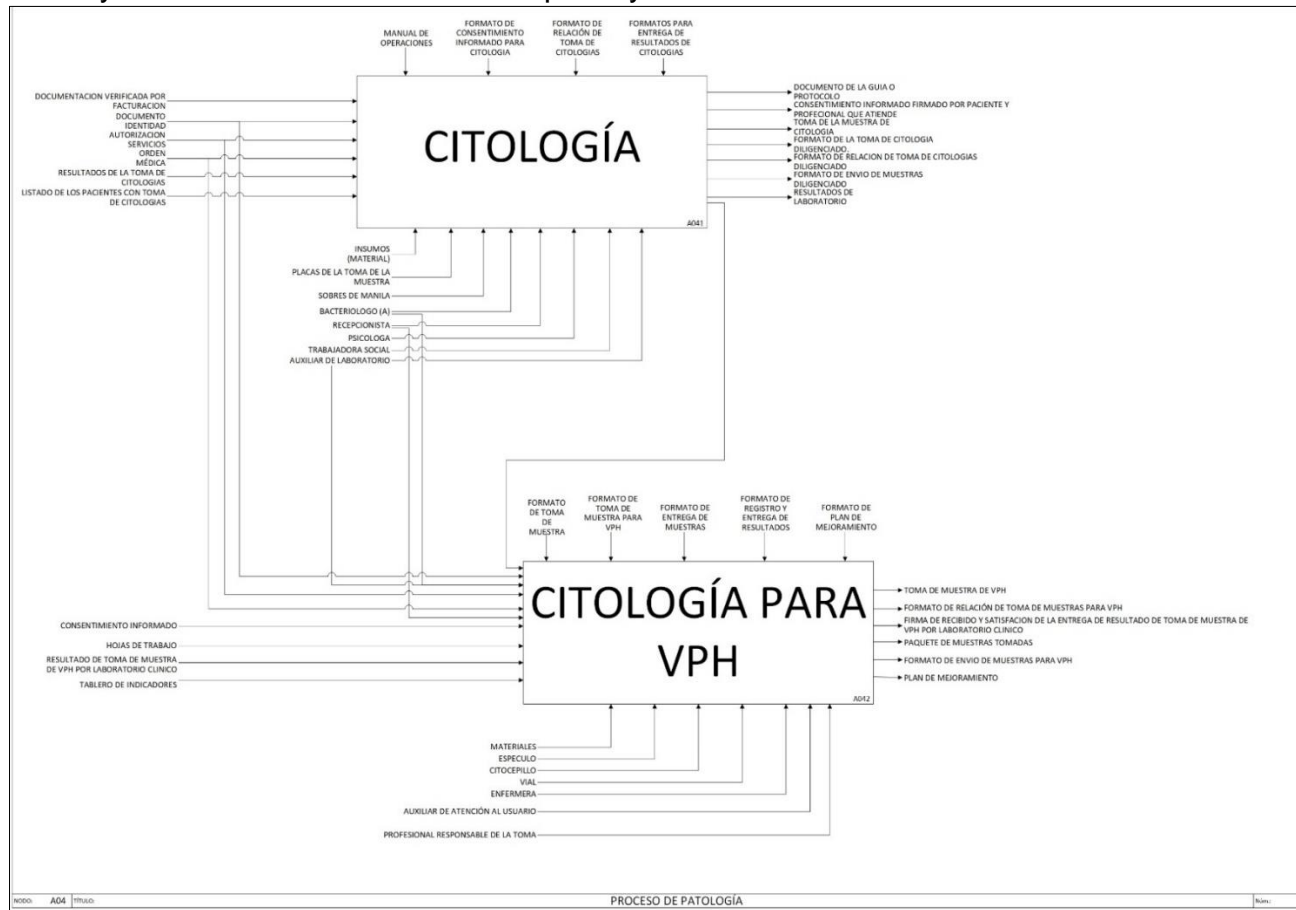 MANUAL DE
OPERACIONES
FORMATO DE
CONSENTIMIENTO
INFORMADO PARA
CITOLOGIA
FORMATO DE
RELACIÓN DE
TOMA DE
CITOLOGIAS
FORMATOS PARA
ENTREGA DE
RESULTADOS DE
CITOLOGIAS
DOCUMENTACION VERIFICADA POR
FACTURACION
DOCUMENTO
IDENTIDAD
AUTORIZACION
SERVICIOS
ORDEN
MÉDICA
RESULTADOS DE LA TOMA DE
CITOLOGIAS
LISTADO DE LOS PACIENTES CON TOMA
DE CITOLOGIAS
CITOLOGÍA
A041
DOCUMENTO DE LA GUIA O
PROTOCOLO
CONSENTIMIENTO INFORMADO FIRMADO POR PACIENTE Y
PROFECIONAL QUE ATIENDE
TOMA DE LA MUESTRA DE
CITOLOGIA
FORMATO DE LA TOMA DE CITOLOGIA
DILIGENCIADO.
FORMATO DE RELACION DE TOMA DE CITOLOGIAS
DILIGENCIADO
FORMATO DE ENVIO DE MUESTRAS
DILIGENCIADO
RESULTADOS DE
LABORATORIO
INSUMOS
(MATERIAL)
PLACAS DE LA TOMA DE LA
MUESTRA
SOBRES DE MANILA
BACTERIOLOGO (A)
RECEPCIONISTA
PSICOLOGA
TRABAJADORA SOCIAL
AUXILIAR DE LABORATORIO
FORMATO
DE TOMA
DE
MUESTRA
FORMATO DE
TOMA DE
MUESTRA PARA
VPH
FORMATO DE
ENTREGA DE
MUESTRAS
FORMATO DE
REGISTRO Y
ENTREGA DE
RESULTADOS
FORMATO DE
PLAN DE
MEJORAMIENTO
CONSENTIMIENTO INFORMADO
HOJAS DE TRABAJO
RESULTADO DE TOMA DE MUESTRA
DE VPH POR LABORATORIO CLINICO
TABLERO DE INDICADORES
CITOLOGÍA PARA
VPH
A042
TOMA DE MUESTRA DE VPH
FORMATO DE RELACIÓN DE TOMA DE MUESTRAS PARA VPH
FIRMA DE RECIBIDO Y SATISFACION DE LA ENTREGA DE RESULTADO DE TOMA DE MUESTRA DE
VPH POR LABORATORIO CLINICO
PAQUETE DE MUESTRAS TOMADAS
FORMATO DE ENVIO DE MUESTRAS PARA VPH
PLAN DE MEJORAMIENTO
MATERIALES
ESPECULO
CITOCEPILLO
VIAL
ENFERMERA
AUXILIAR DE ATENCIÓN AL USUARIO
PROFESIONAL RESPONSABLE DE LA TOMA
NODO: A04 TÍTULO: PROCESO DE PATOLOGÍA Núm.: